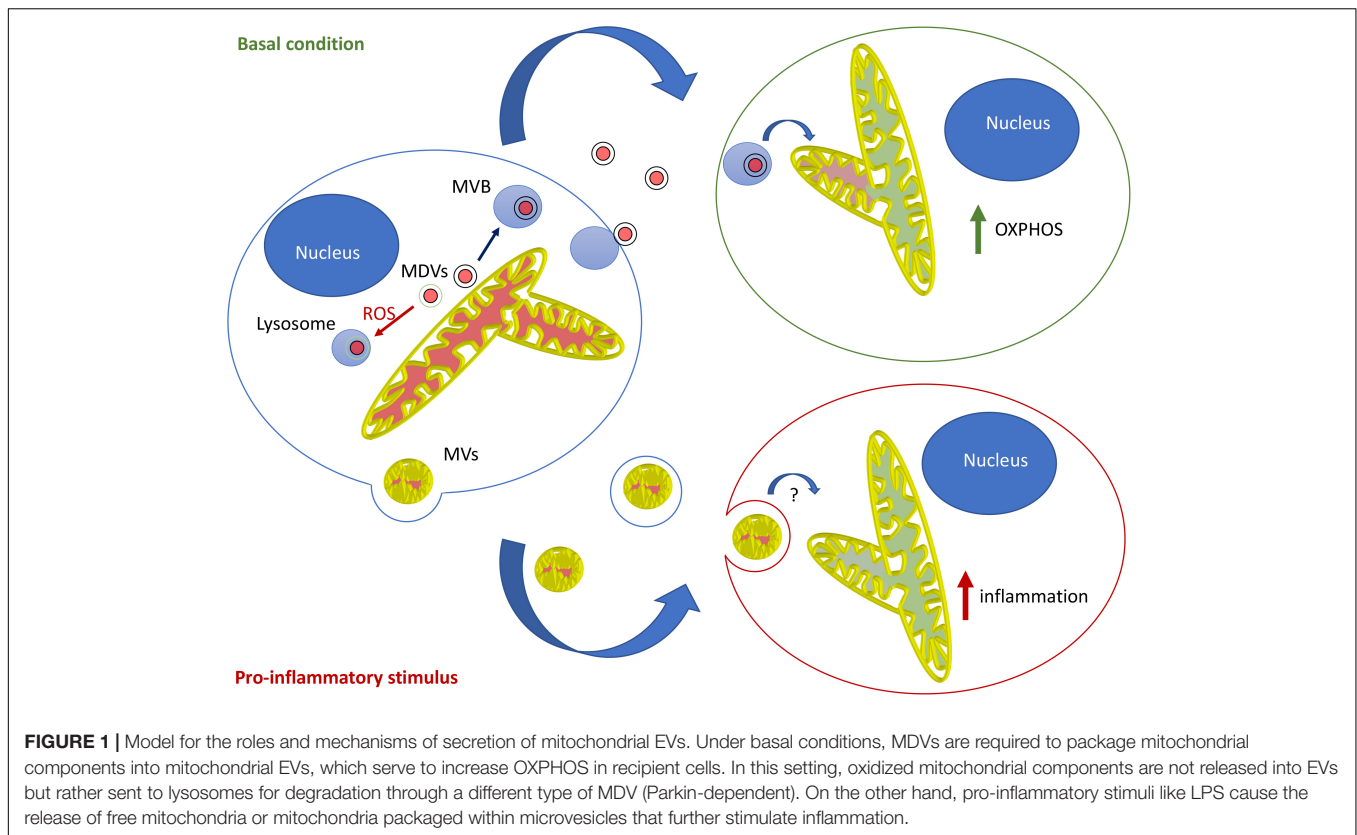 Basal condition
Nucleus
MVB
OXPHOS
Nucleus
MDVs
ROS
Lysosome
MVs
Nucleus
?
inflammation
Pro-inflammatory stimulus
FIGURE 1 | Model for the roles and mechanisms of secretion of mitochondrial EVs. Under basal conditions, MDVs are required to package mitochondrial
components into mitochondrial EVs, which serve to increase OXPHOS in recipient cells. In this setting, oxidized mitochondrial components are not released into EVs
but rather sent to lysosomes for degradation through a different type of MDV (Parkin-dependent). On the other hand, pro-inflammatory stimuli like LPS cause the
release of free mitochondria or mitochondria packaged within microvesicles that further stimulate inflammation.